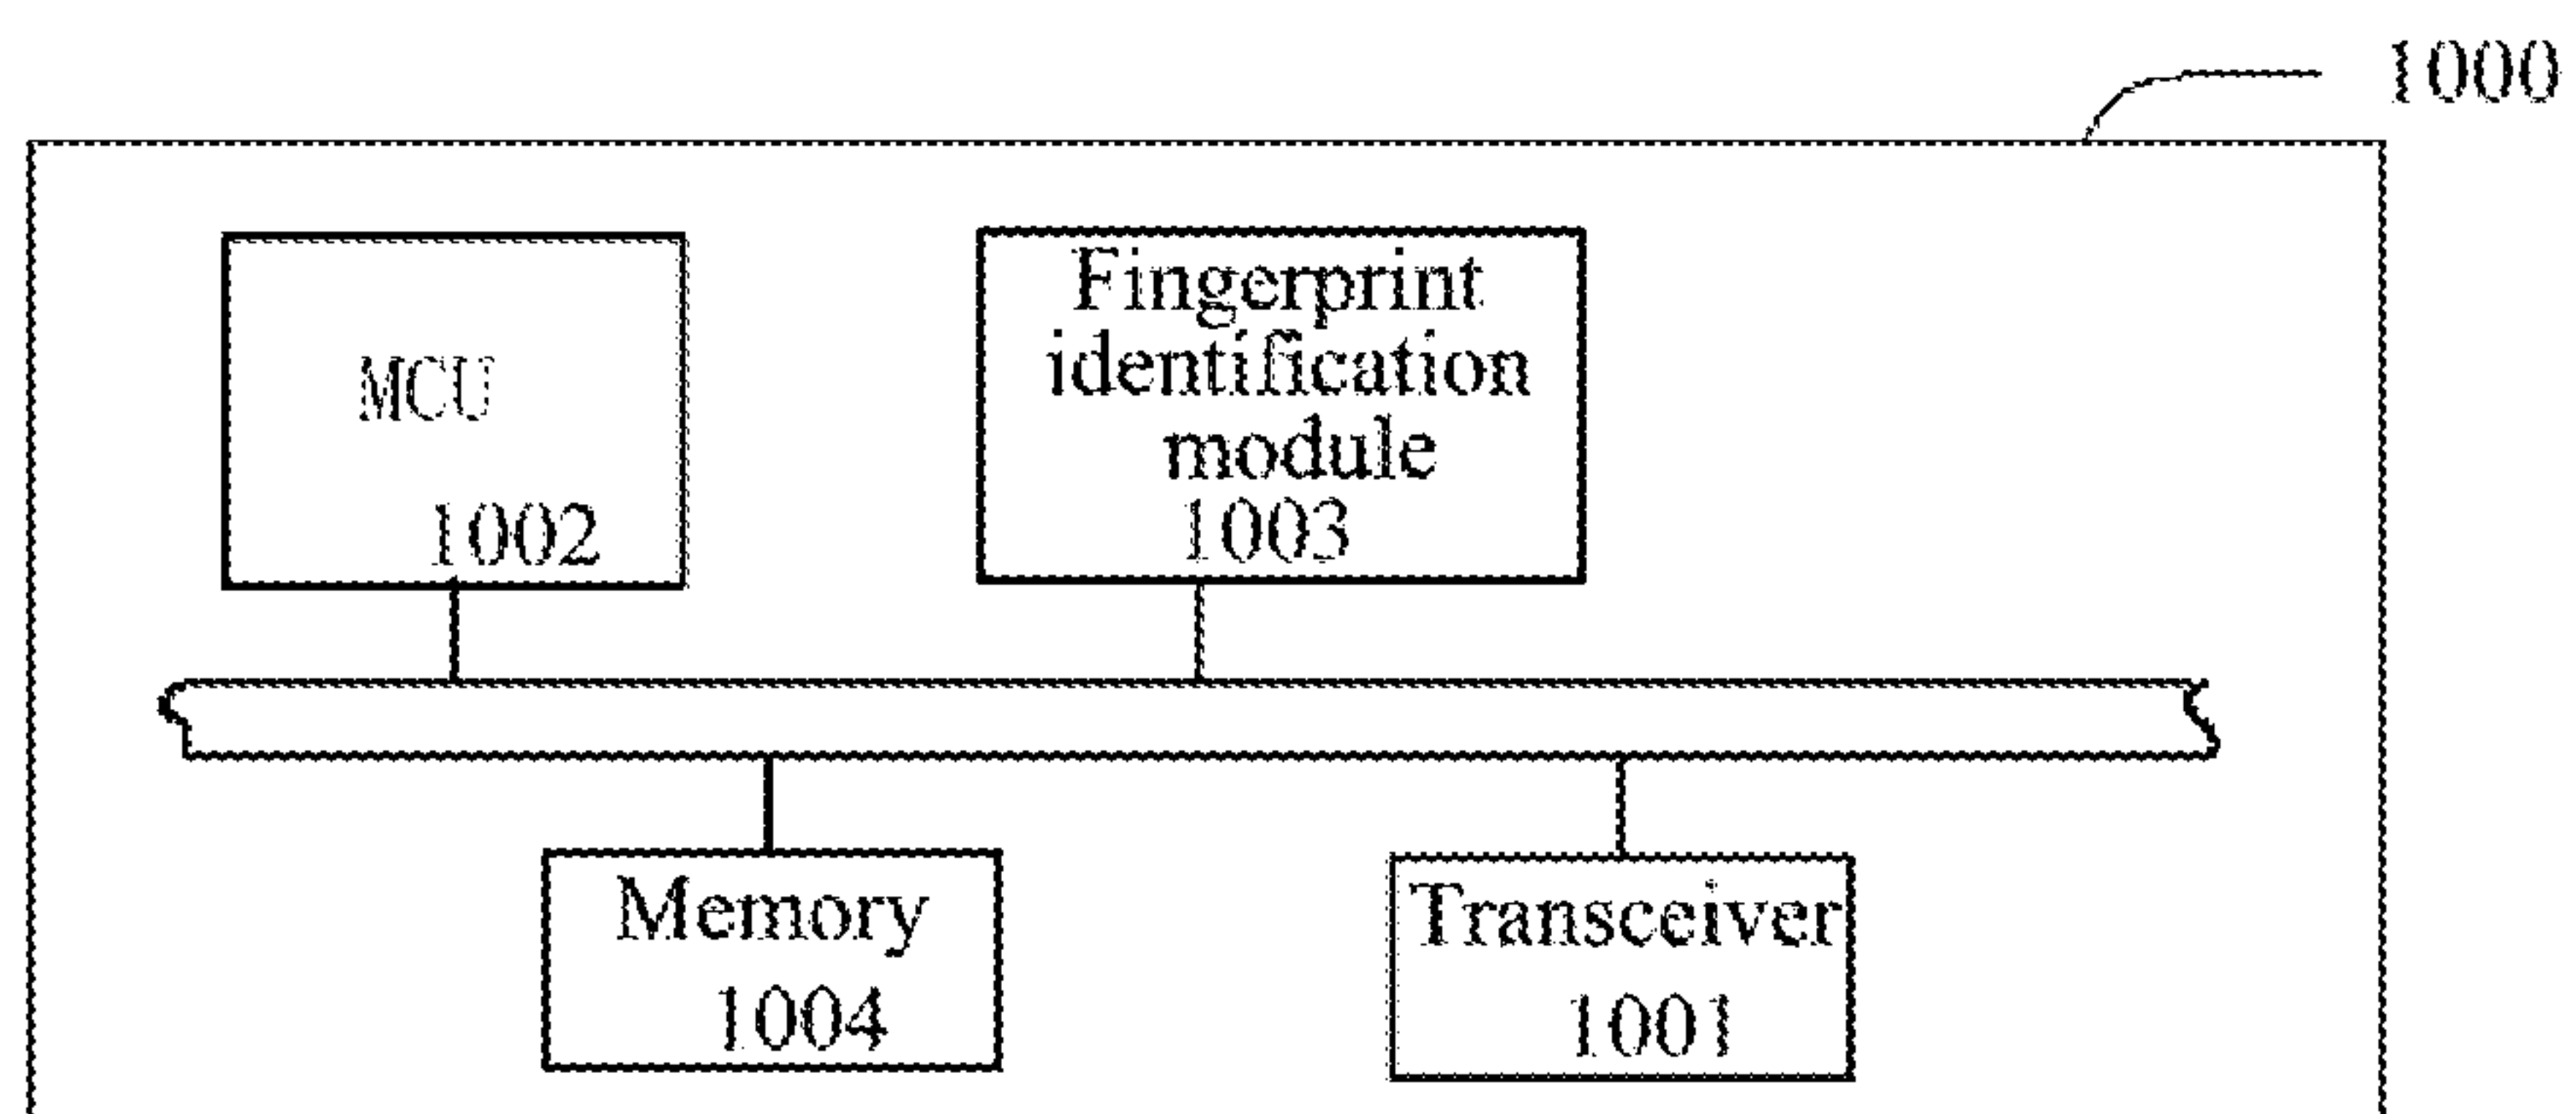 1000
MCU
1002
Fingerprint
identification
module
1003
Memory
1004
Transceiver
1001